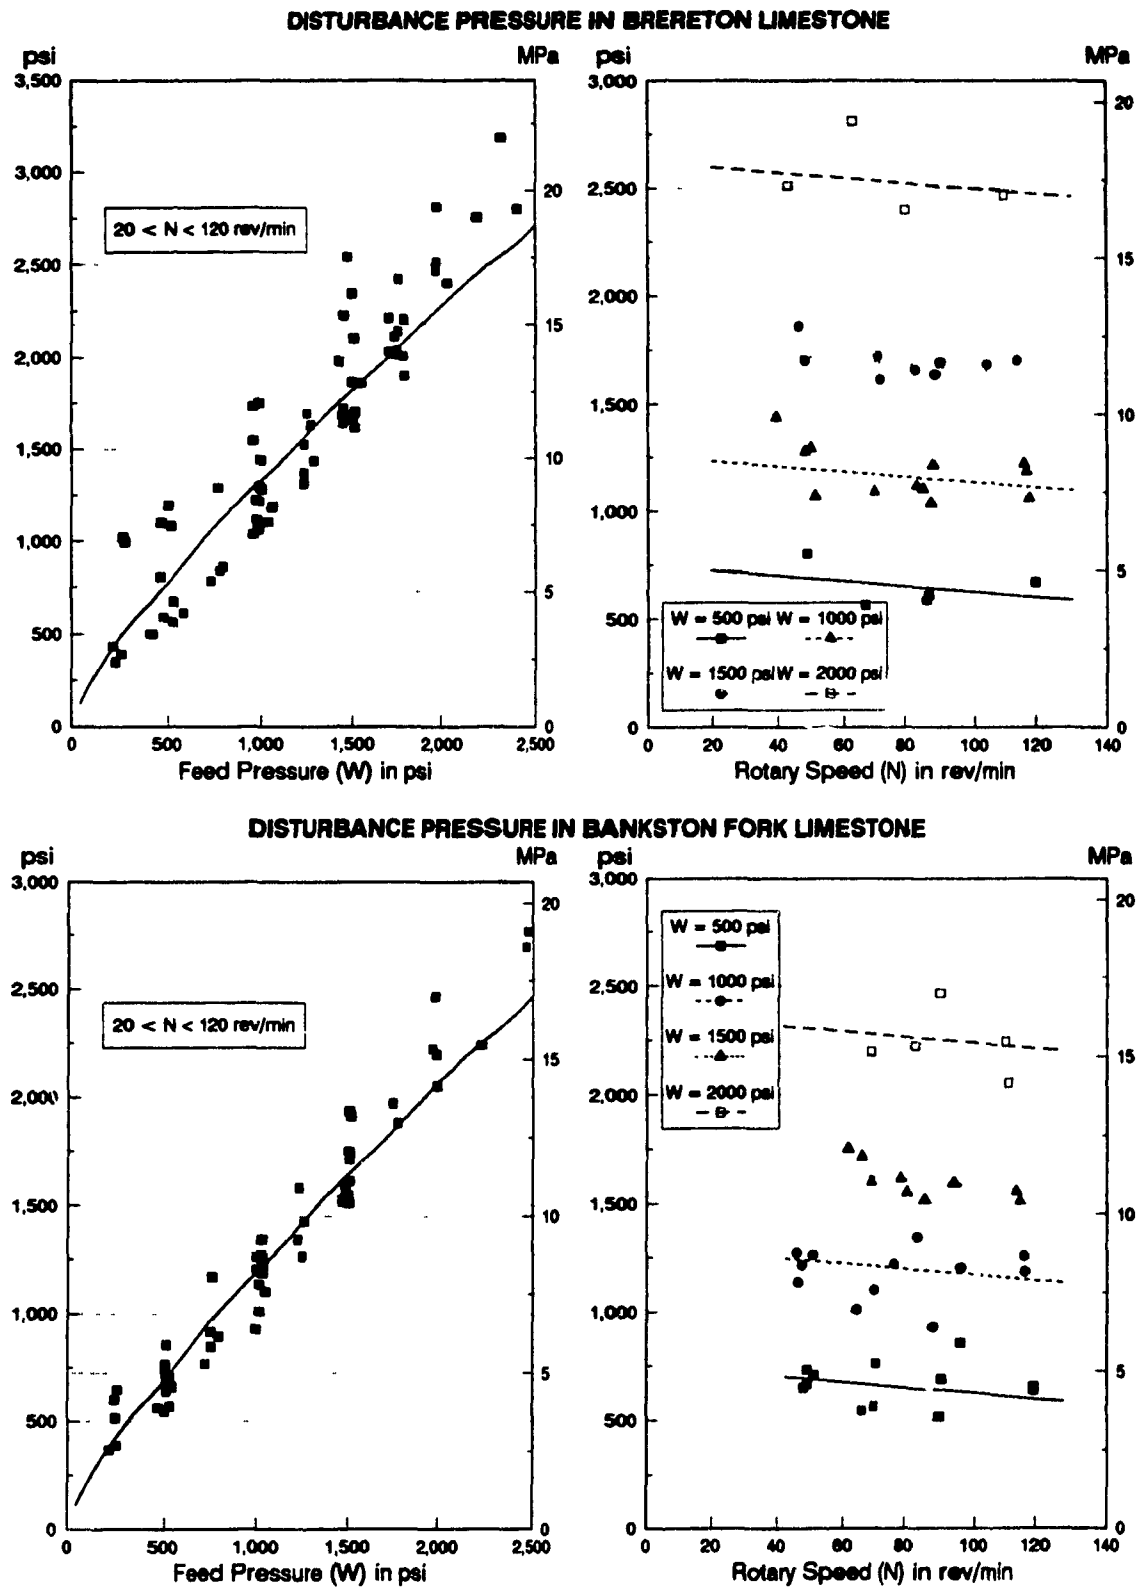 DISTURBANCE PRESSURE IN BRERETON LIMESTONE
psi MPa psi MPa
3,500
3,000
2,500
2,000
1,500
1,000
500
0
20 < N < 120 rev/min
20
15
10
5
0
0 500 1,000 1,500 2,000 2,500
Feed Pressure (W) in psi
3,000
2,500
2,000
1,500
1,000
500
0
20
15
10
5
0
W = 500 psi W = 1000 psi
W = 1500 psi W = 2000 psi
0 20 40 60 80 100 120 140
Rotary Speed (N) in rev/min
DISTURBANCE PRESSURE IN BANKSTON FORK LIMESTONE
psi MPa psi MPa
3,000
2,500
2,000
1,500
1,000
500
0
20 < N < 120 rev/min
20
15
10
5
0
0 500 1,000 1,500 2,000 2,500
Feed Pressure (W) in psi
3,000
2,500
2,000
1,500
1,000
500
0
W = 500 psi
W = 1000 psi
W = 1500 psi
W = 2000 psi
20
15
10
5
0
0 20 40 60 80 100 120 140
Rotary Speed (N) in rev/min